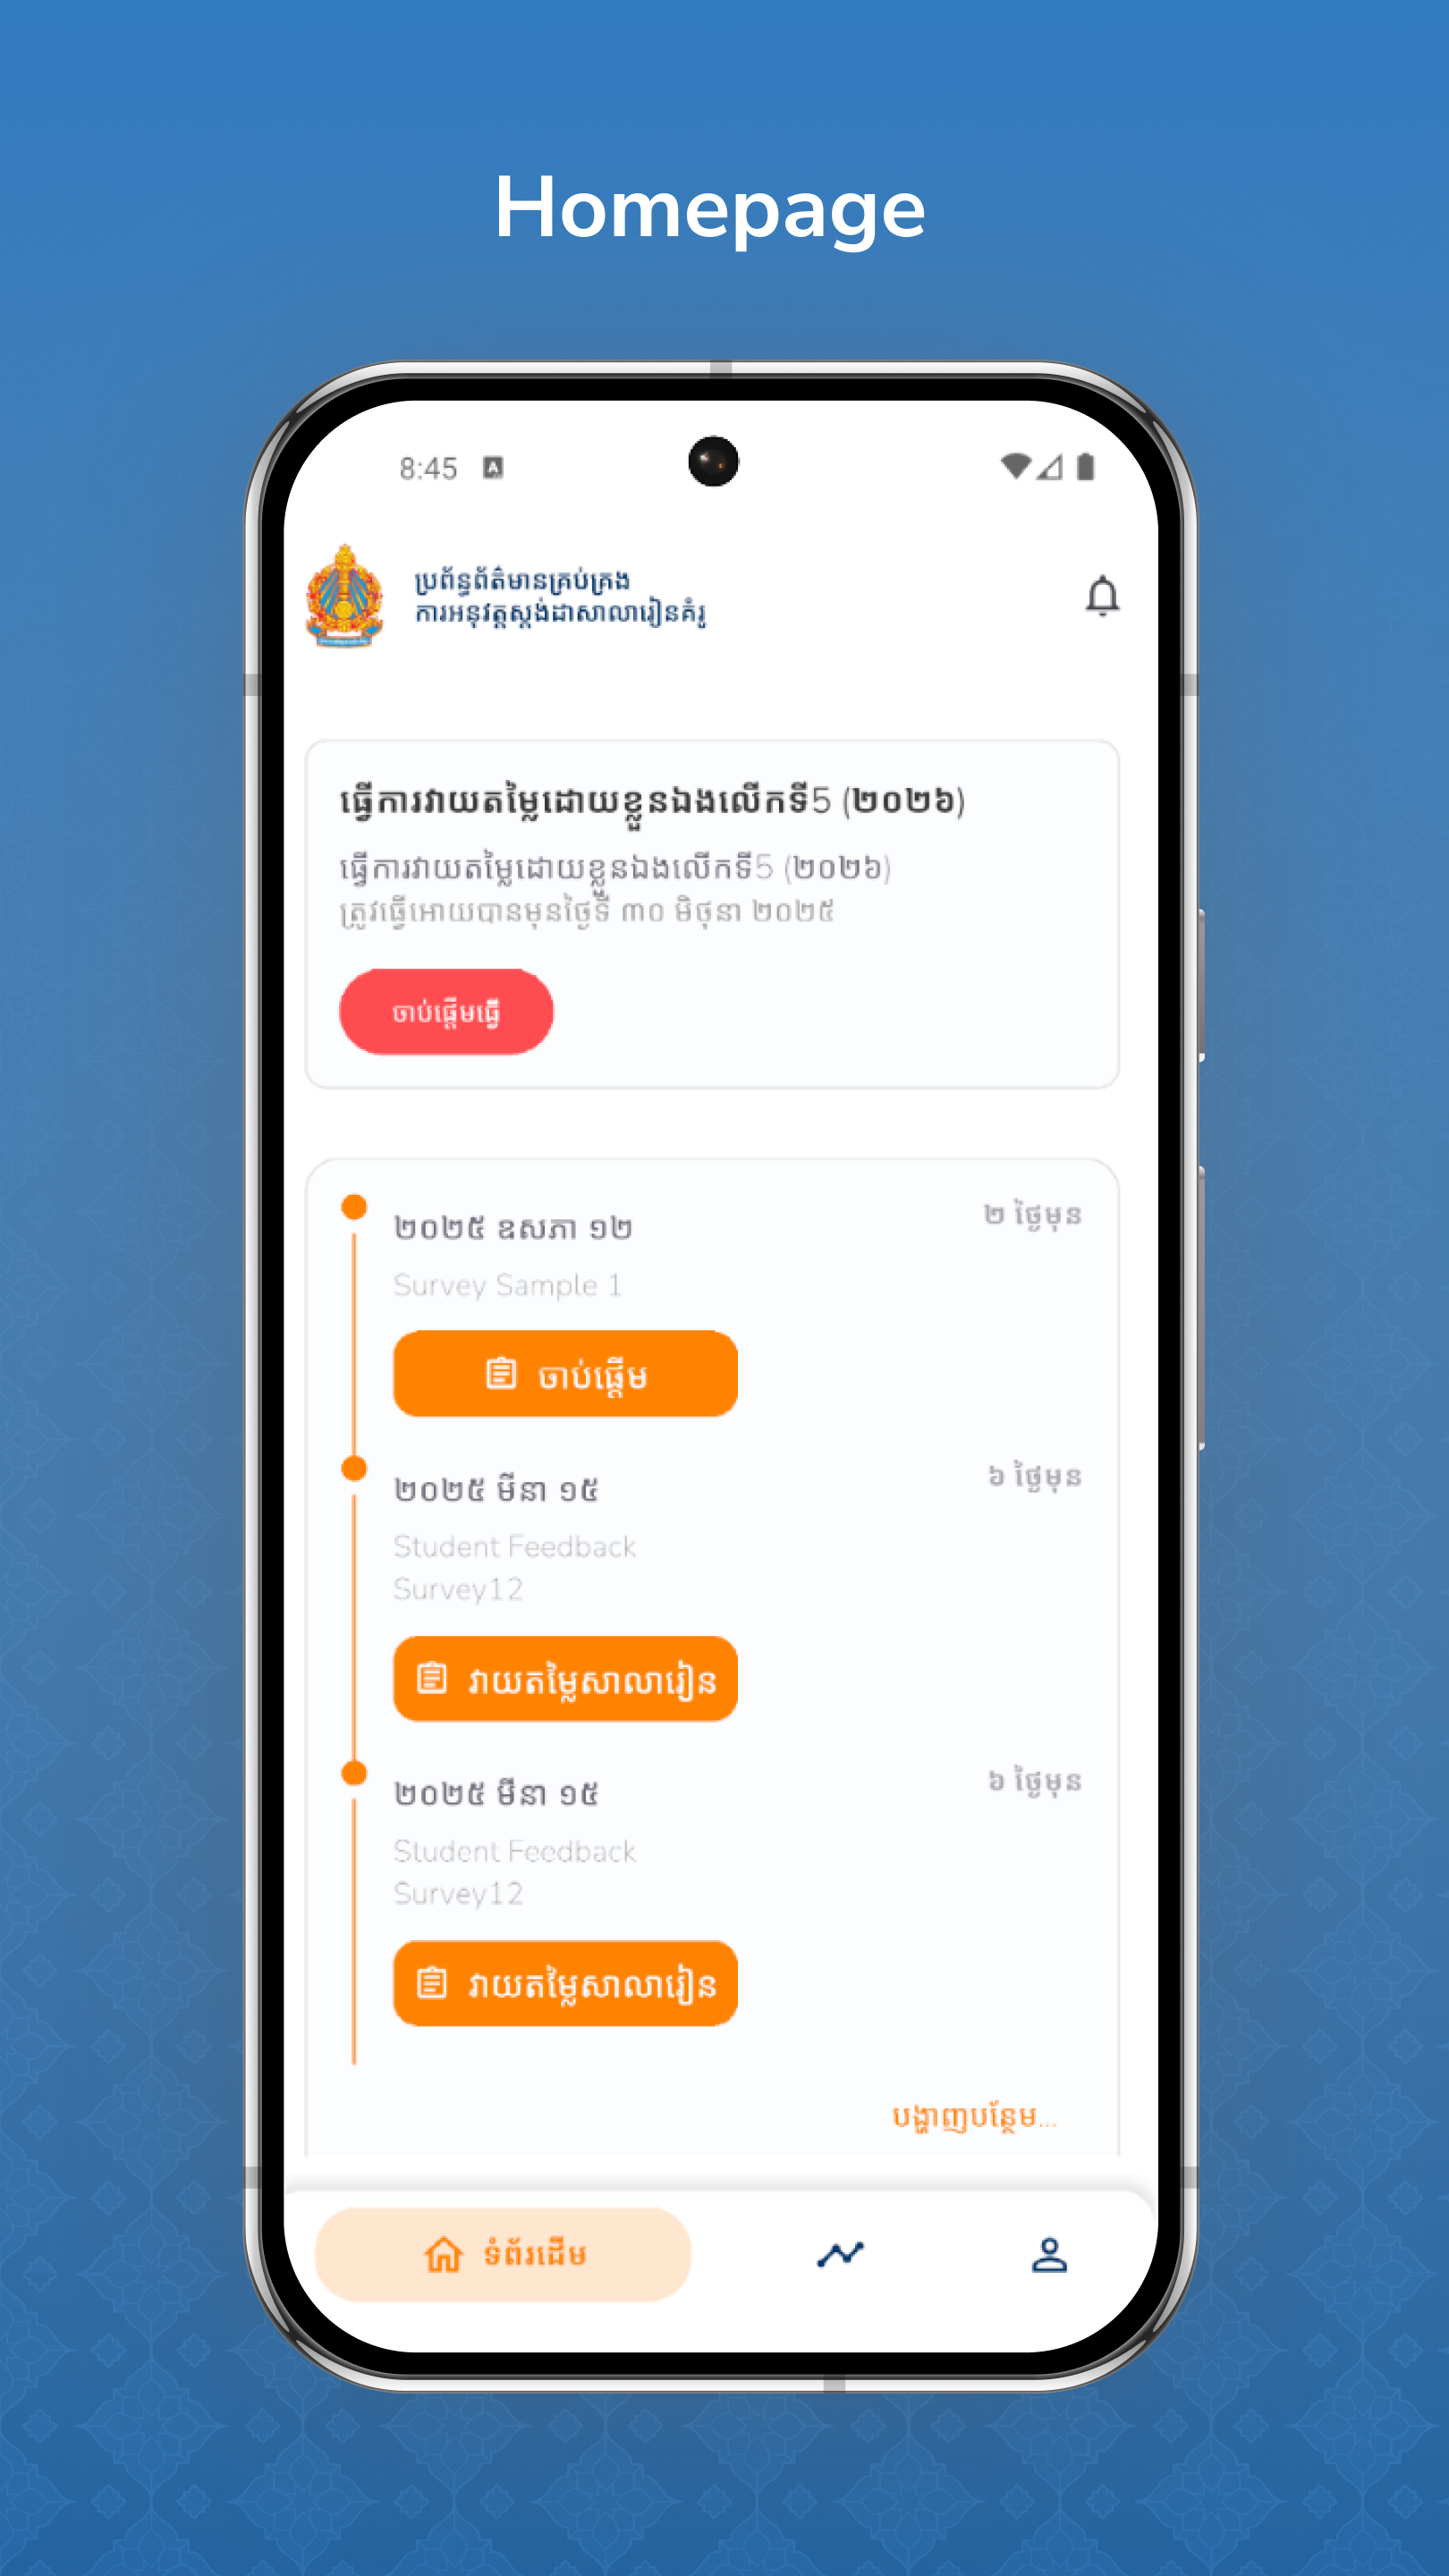 Homepage
8:45
ប្រព័ន្ធព័ត៌មានគ្រប់គ្រង
ការអនុវត្តស្តង់ដាសាលារៀនគំរូ
ធ្វើការវាយតម្លៃដោយខ្លួនឯងលើកទី5 (២០២៦)
ធ្វើការវាយតម្លៃដោយខ្លួនឯងលើកទី5 (២០២៦)
ត្រូវធ្វើអោយបានមុនថ្ងៃទី ៣០ មិថុនា ២០២៥
ចាប់ផ្តើមធ្វើ
២០២៥ ឧសភា ១២
២ ថ្ងៃមុន
Survey Sample 1
ចាប់ផ្តើម
២០២៥ មីនា ១៥
៦ ថ្ងៃមុន
Student Feedback
Survey12
វាយតម្លៃសាលារៀន
២០២៥ មីនា ១៥
៦ ថ្ងៃមុន
Student Feedback
Survey12
វាយតម្លៃសាលារៀន
បង្ហាញបន្ថែម...
ទំព័រដើម